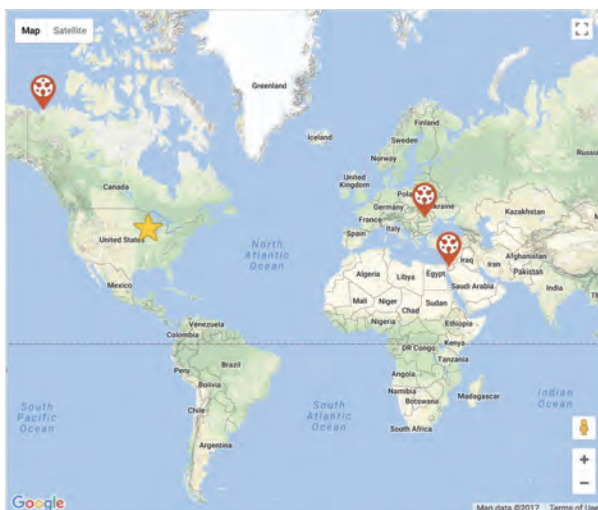 Map Satellite
Greenland
Iceland
Finland
Sweden
Norway
Russia
United
Kingdom
Canada
Germany
France
Italy
Spain
Kazakhstan
United States
North
Atlantic
Ocean
Iraq
Iran
Afghanistan
Pakistan
Algeria
Libya
Egypt
Saudi Arabia
India
Mexico
Mali
Niger
Chad
Sudan
Nigeria
Ethiopia
Venezuela
Colombia
DR Congo
Kenya
Tanzania
Brazil
Peru
Bolivia
Angola
Namibia
Botswana
Madagascar
South
Pacific
Ocean
Chile
South
Atlantic
Ocean
Indian
Ocean
South Africa
Argentina
+
−
Google
Map data ©2017 Terms of Use